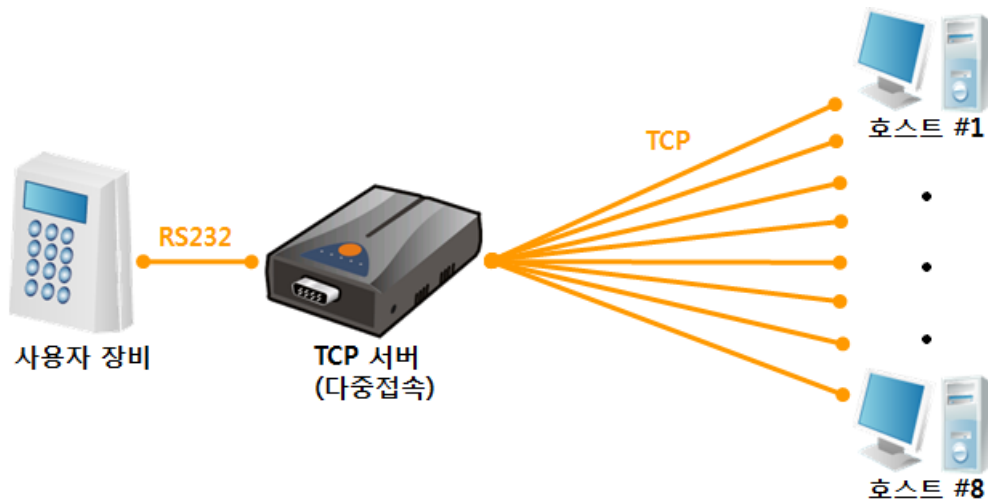 TCP
호스트 #1
RS232
사용자 장비
TCP 서버
(다중접속)
호스트 #8